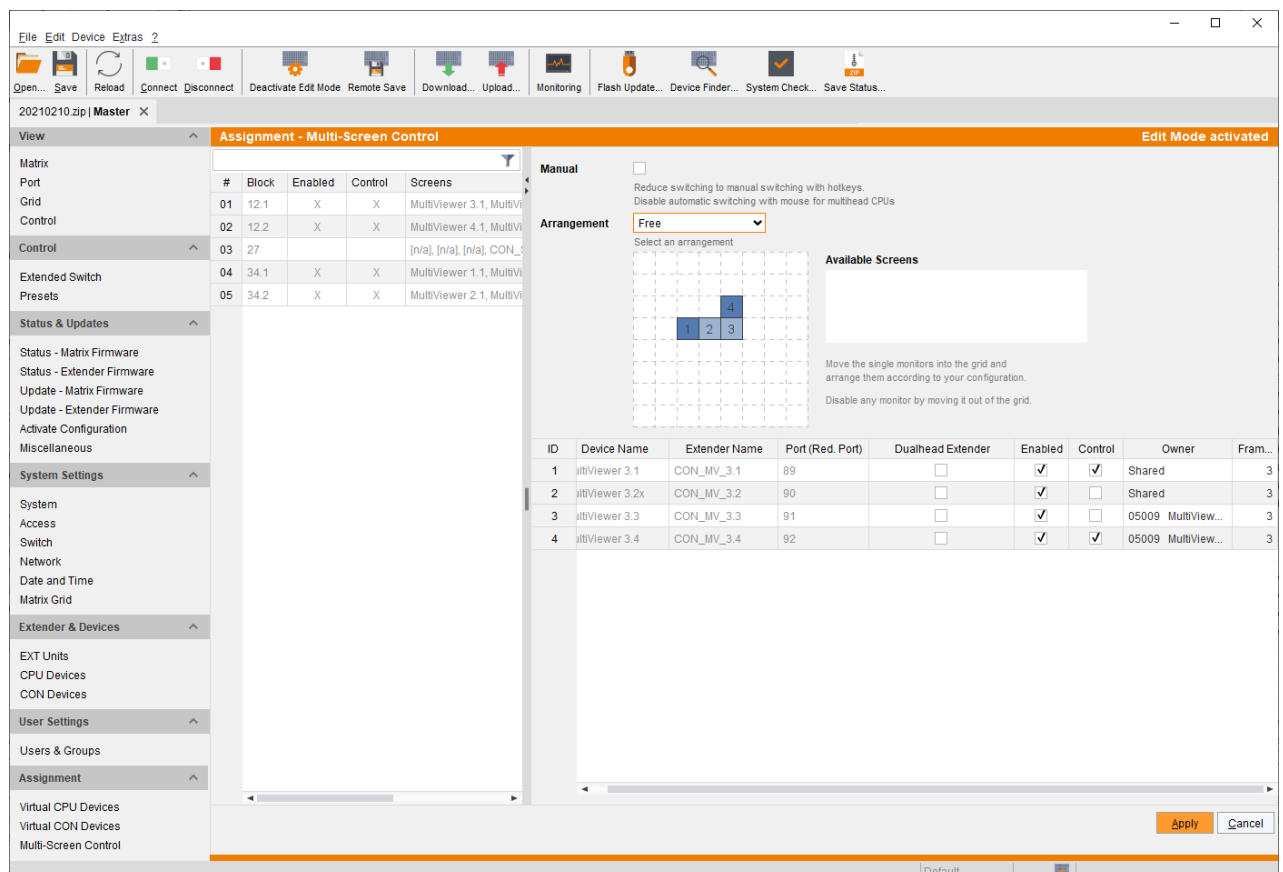 File Edit Device Extras ?
Open... Save Reload Connect Disconnect Deactivate Edit Mode Remote Save Download... Upload... Monitoring Flash Update... Device Finder... System Check... Save Status...
ZIP
20210210.zip | Master
View
Matrix
Port
Grid
Control
Control
Extended Switch
Presets
Status & Updates
Status - Matrix Firmware
Status - Extender Firmware
Update - Matrix Firmware
Update - Extender Firmware
Activate Configuration
Miscellaneous
System Settings
System
Access
Switch
Network
Date and Time
Matrix Grid
Extender & Devices
EXT Units
CPU Devices
CON Devices
User Settings
Users & Groups
Assignment
Virtual CPU Devices
Virtual CON Devices
Multi-Screen Control
Assignment - Multi-Screen Control Edit Mode activated
# Block Enabled Control Screens
01 12.1 X X MultiViewer 3.1, MultiVi
02 12.2 X X MultiViewer 4.1, MultiVi
03 27 [n/a], [n/a], [n/a], CON_S
04 34.1 X X MultiViewer 1.1, MultiVi
05 34.2 X X MultiViewer 2.1, MultiVi
Manual
Reduce switching to manual switching with hotkeys.
Disable automatic switching with mouse for multihead CPUs
Arrangement Free
Select an arrangement
4
1 2 3
Available Screens
Move the single monitors into the grid and
arrange them according to your configuration.
Disable any monitor by moving it out of the grid.
ID Device Name Extender Name Port (Red. Port) Dualhead Extender Enabled Control Owner Fram...
1 ltiViewer 3.1 CON_MV_3.1 89 Shared 3
2 ltiViewer 3.2x CON_MV_3.2 90 Shared 3
3 ltiViewer 3.3 CON_MV_3.3 91 05009 MultiView... 3
4 ltiViewer 3.4 CON_MV_3.4 92 05009 MultiView... 3
Apply Cancel
Default